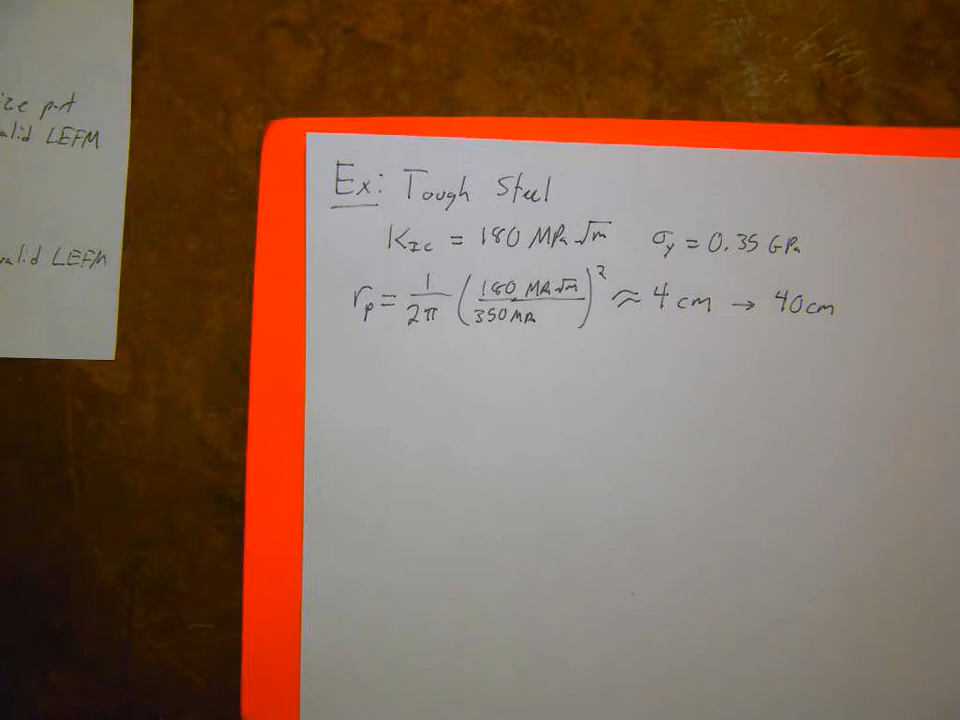 ize part
alid LEFM
valid LEFM
Ex: Tough Steel
K_IC = 180 MPa√m σ_y = 0.35 GPa
r_p = 1/2π (180 MPa√m / 350 MPa)² ≈ 4 cm → 40 cm